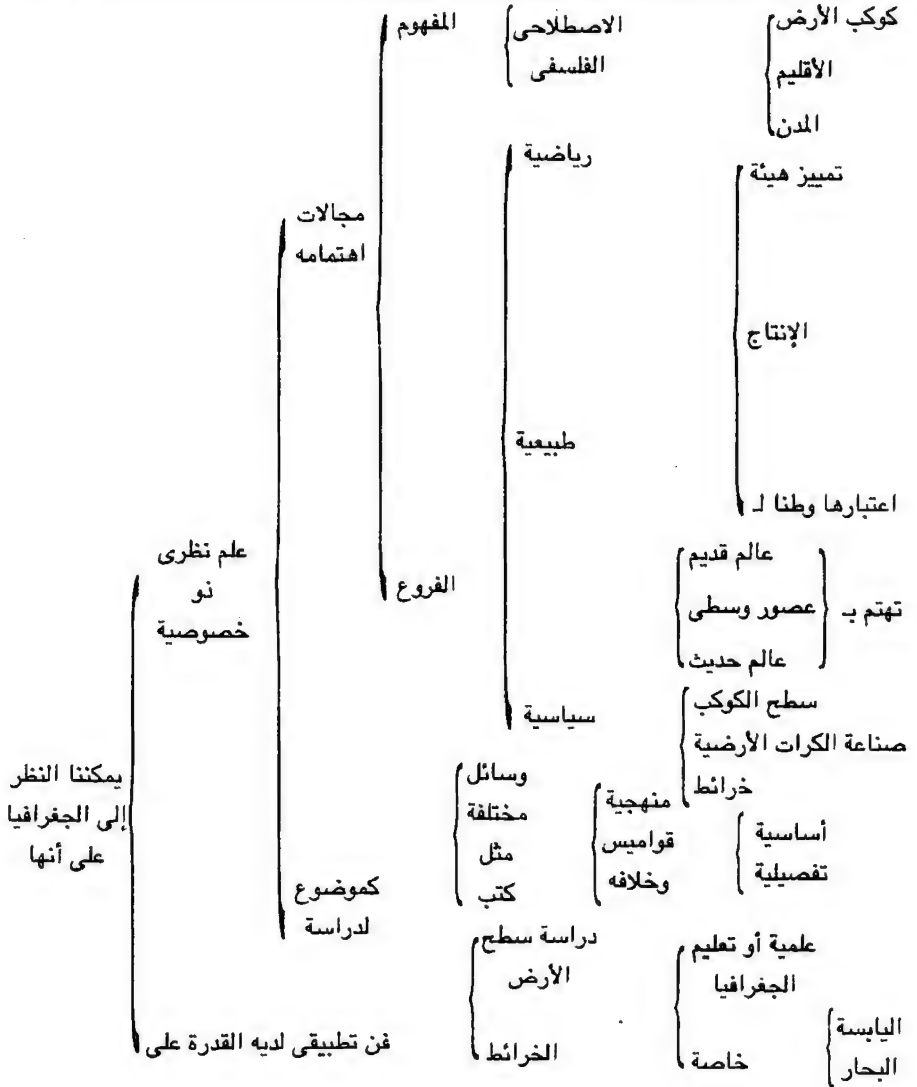 يمكننا النظر
إلى الجغرافيا
على أنها
علم نظرى
نو
خصوصية
مجالات
اهتمامه
المفهوم
الاصطلاحى
الفلسفى
كوكب الأرض
الأقليم
المدن
الفروع
رياضية
تمييز هيئة
الإنتاج
اعتبارها وطنا لـ
طبيعية
سياسية
تهتم بـ
عالم قديم
عصور وسطى
عالم حديث
سطح الكوكب
صناعة الكرات الأرضية
خرائط
كموضوع
لدراسة
وسائل
مختلفة
مثل
كتب
منهجية
قواميس
وخلافه
أساسية
تفصيلية
فن تطبيقى لديه القدرة على
دراسة سطح
الأرض
الخرائط
علمية أو تعليم
الجغرافيا
خاصة
اليابسة
البحار